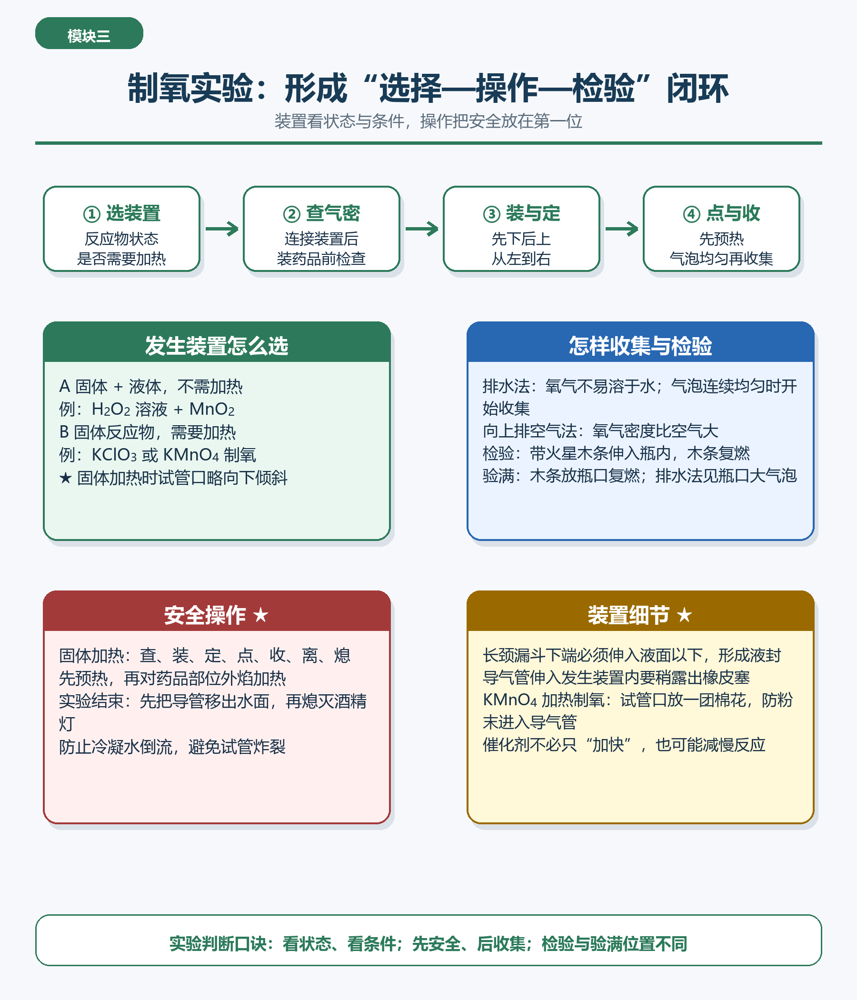 模块三
制氧实验：形成“选择—操作—检验”闭环
装置看状态与条件，操作把安全放在第一位
① 选装置
反应物状态
是否需要加热
② 查气密
连接装置后
装药品前检查
③ 装与定
先下后上
从左到右
④ 点与收
先预热
气泡均匀再收集
发生装置怎么选
A 固体 + 液体，不需加热
例：H₂O₂ 溶液 + MnO₂
B 固体反应物，需要加热
例：KClO₃ 或 KMnO₄ 制氧
★ 固体加热时试管口略向下倾斜
怎样收集与检验
排水法：氧气不易溶于水；气泡连续均匀时开
始收集
向上排空气法：氧气密度比空气大
检验：带火星木条伸入瓶内，木条复燃
验满：木条放瓶口复燃；排水法见瓶口大气泡
安全操作 ★
固体加热：查、装、定、点、收、离、熄
先预热，再对药品部位外焰加热
实验结束：先把导管移出水面，再熄灭酒精
灯
防止冷凝水倒流，避免试管炸裂
装置细节 ★
长颈漏斗下端必须伸入液面以下，形成液封
导气管伸入发生装置内要稍露出橡皮塞
KMnO₄ 加热制氧：试管口放一团棉花，防粉
末进入导气管
催化剂不必只“加快”，也可能减慢反应
实验判断口诀：看状态、看条件；先安全、后收集；检验与验满位置不同